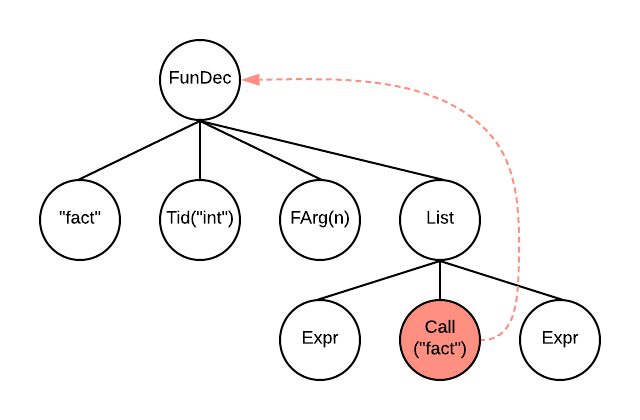 FunDec
"fact"
Tid("int")
FArg(n)
List
Expr
Call
("fact")
Expr